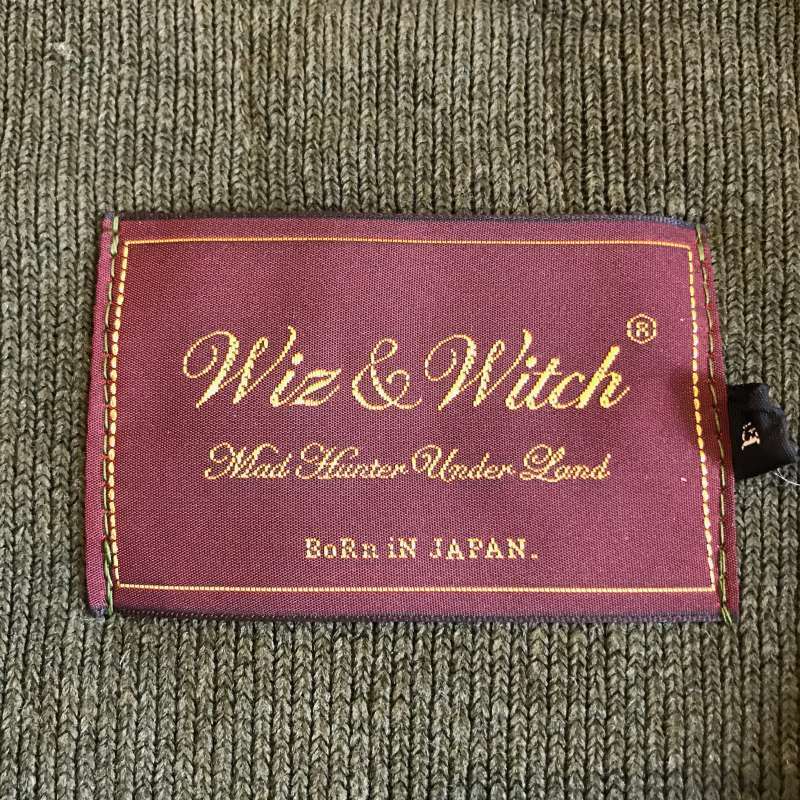 Wiz & Witch ®
Mad Hunter Under Land
BoRn iN JAPAN.